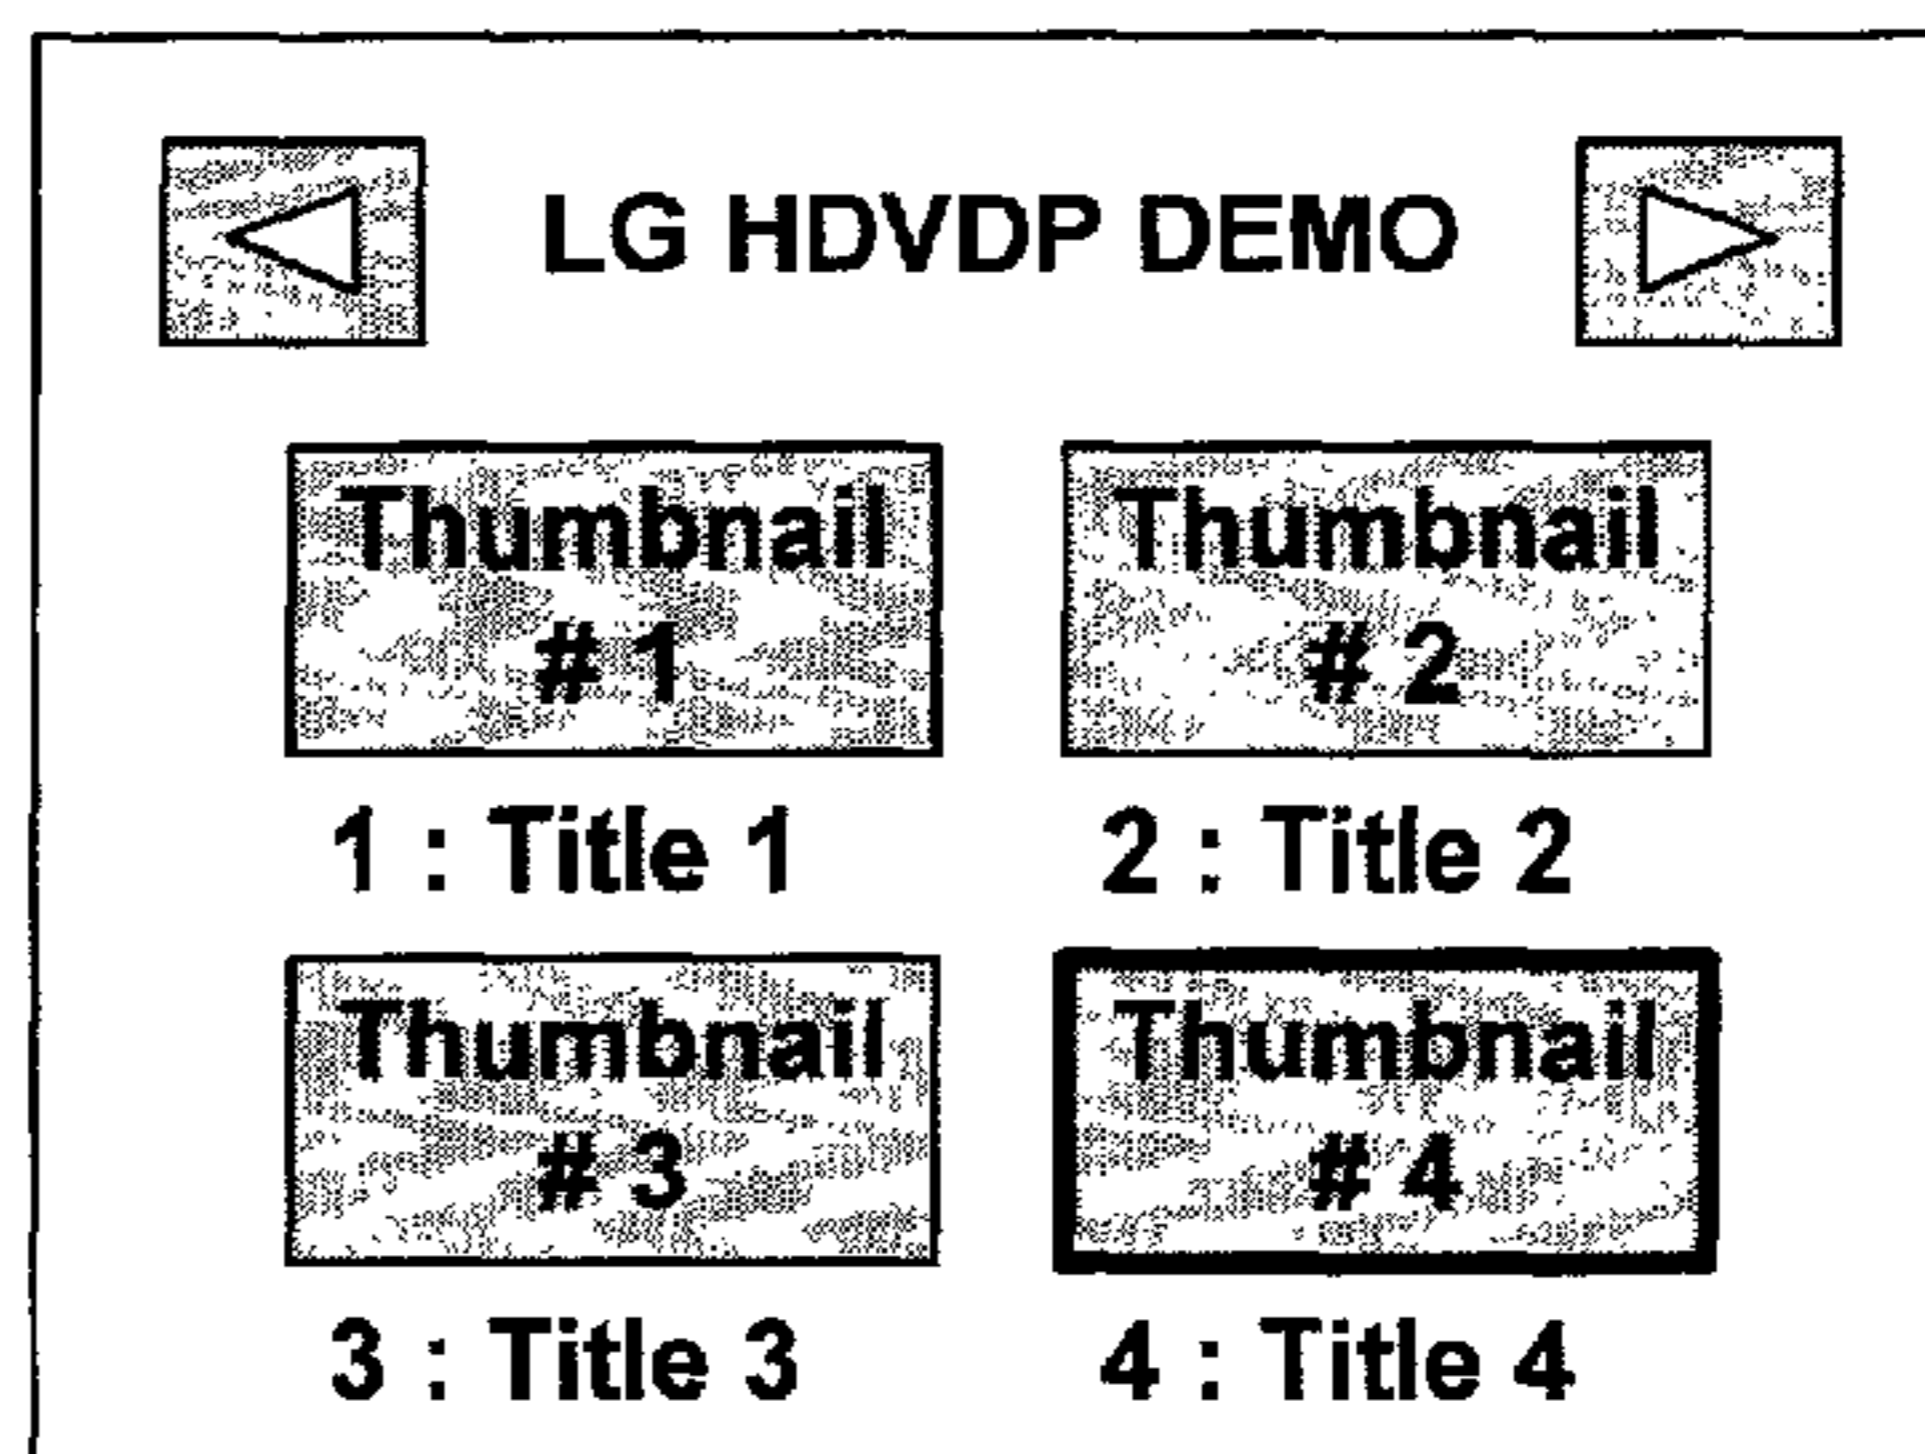 LG HDVDP DEMO
Thumbnail
# 1
Thumbnail
# 2
1 : Title 1
2 : Title 2
Thumbnail
# 3
Thumbnail
# 4
3 : Title 3
4 : Title 4